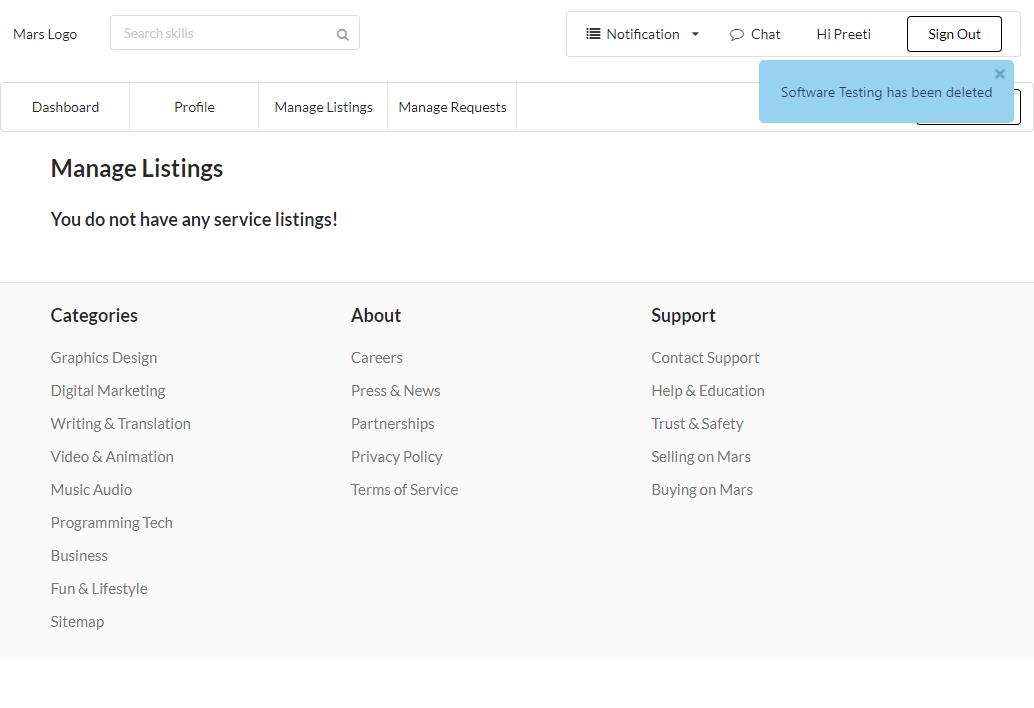 Mars Logo
Search skills
Notification
Chat
Hi Preeti
Sign Out
Dashboard
Profile
Manage Listings
Manage Requests
Software Testing has been deleted
Manage Listings
You do not have any service listings!
Categories
Graphics Design
Digital Marketing
Writing & Translation
Video & Animation
Music Audio
Programming Tech
Business
Fun & Lifestyle
Sitemap
About
Careers
Press & News
Partnerships
Privacy Policy
Terms of Service
Support
Contact Support
Help & Education
Trust & Safety
Selling on Mars
Buying on Mars